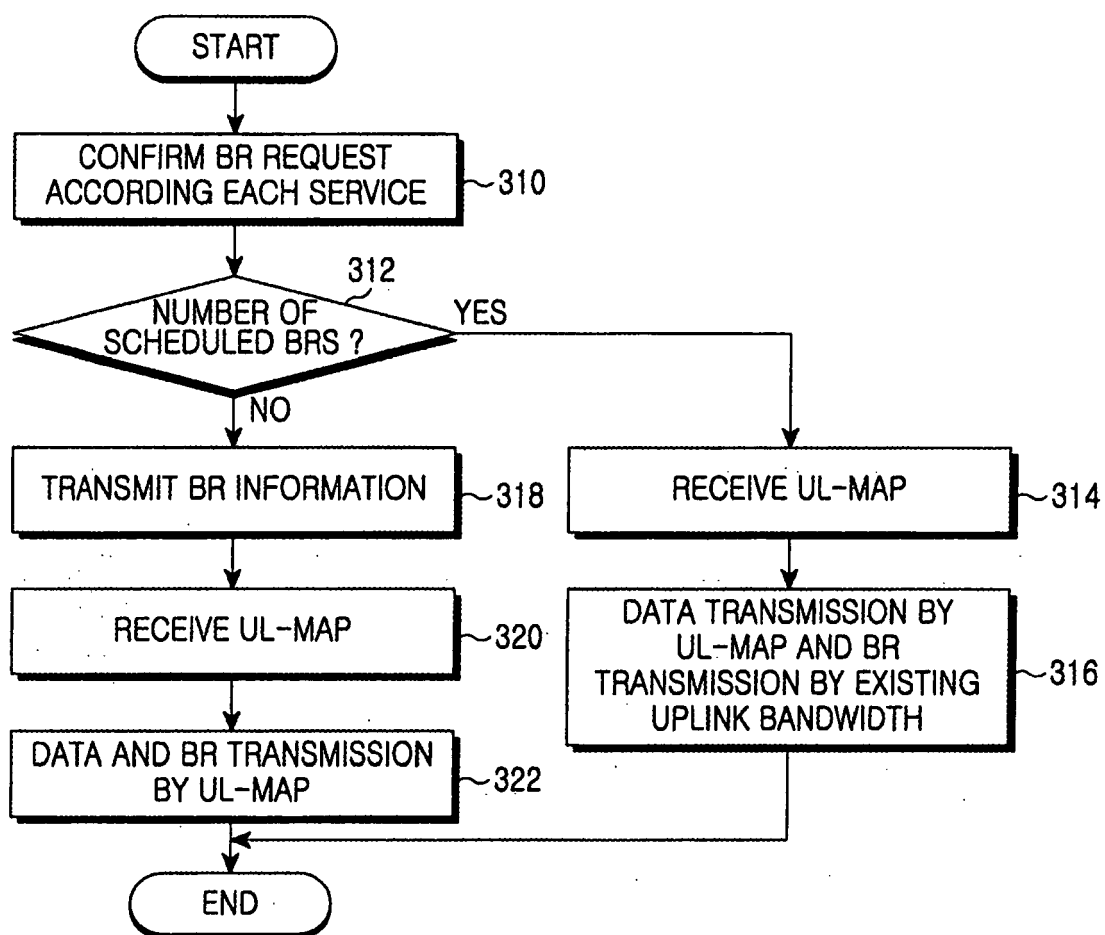 START
CONFIRM BR REQUEST
ACCORDING EACH SERVICE
310
312
NUMBER OF
SCHEDULED BRS ?
YES
NO
TRANSMIT BR INFORMATION
318
RECEIVE UL-MAP
314
RECEIVE UL-MAP
320
DATA TRANSMISSION BY
UL-MAP AND BR
TRANSMISSION BY EXISTING
UPLINK BANDWIDTH
316
DATA AND BR TRANSMISSION
BY UL-MAP
322
END